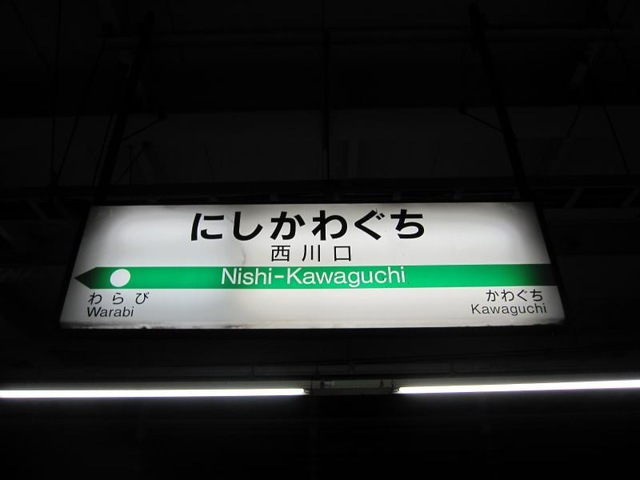 にしかわぐち
西川口
Nishi-Kawaguchi
わらび かわぐち
Warabi Kawaguchi